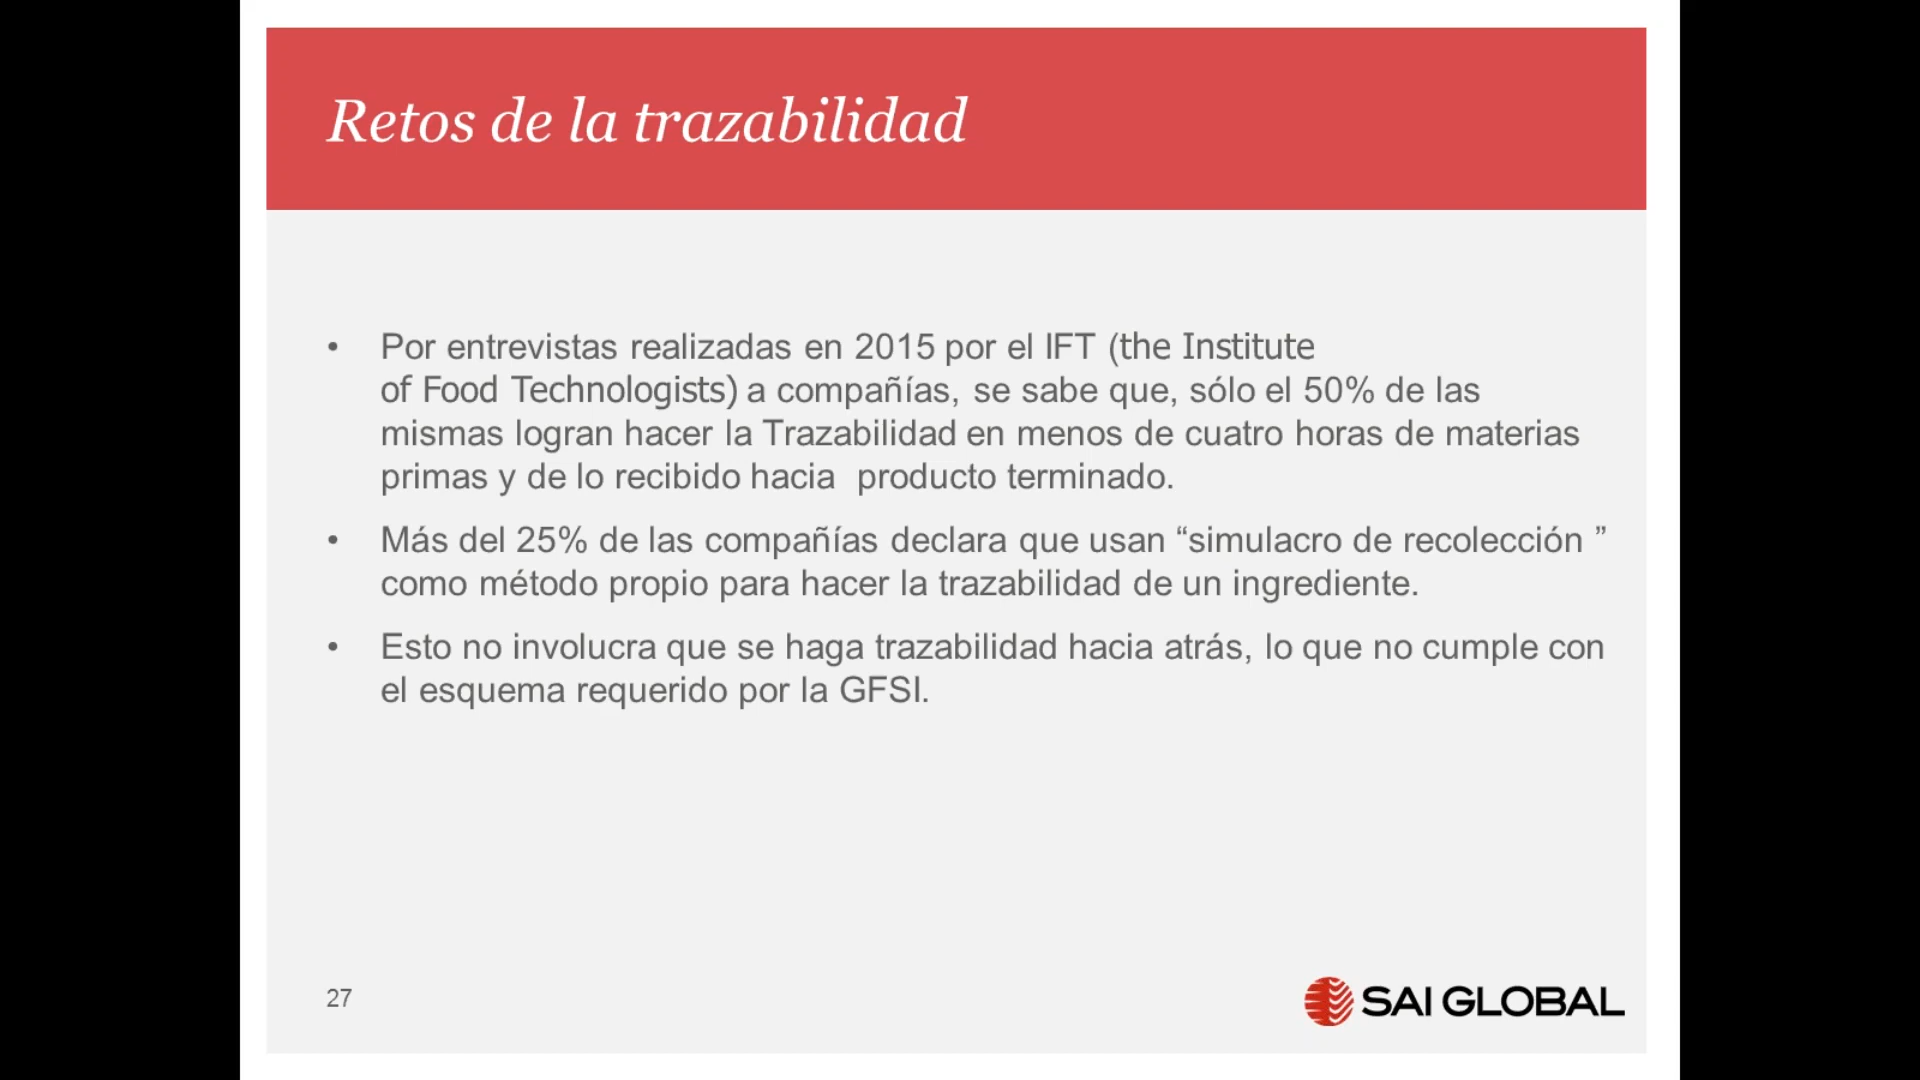 Retos de la trazabilidad
• Por entrevistas realizadas en 2015 por el IFT (the Institute
of Food Technologists) a compañías, se sabe que, sólo el 50% de las
mismas logran hacer la Trazabilidad en menos de cuatro horas de materias
primas y de lo recibido hacia  producto terminado.
• Más del 25% de las compañías declara que usan “simulacro de recolección ”
como método propio para hacer la trazabilidad de un ingrediente.
• Esto no involucra que se haga trazabilidad hacia atrás, lo que no cumple con
el esquema requerido por la GFSI.
27
SAI GLOBAL